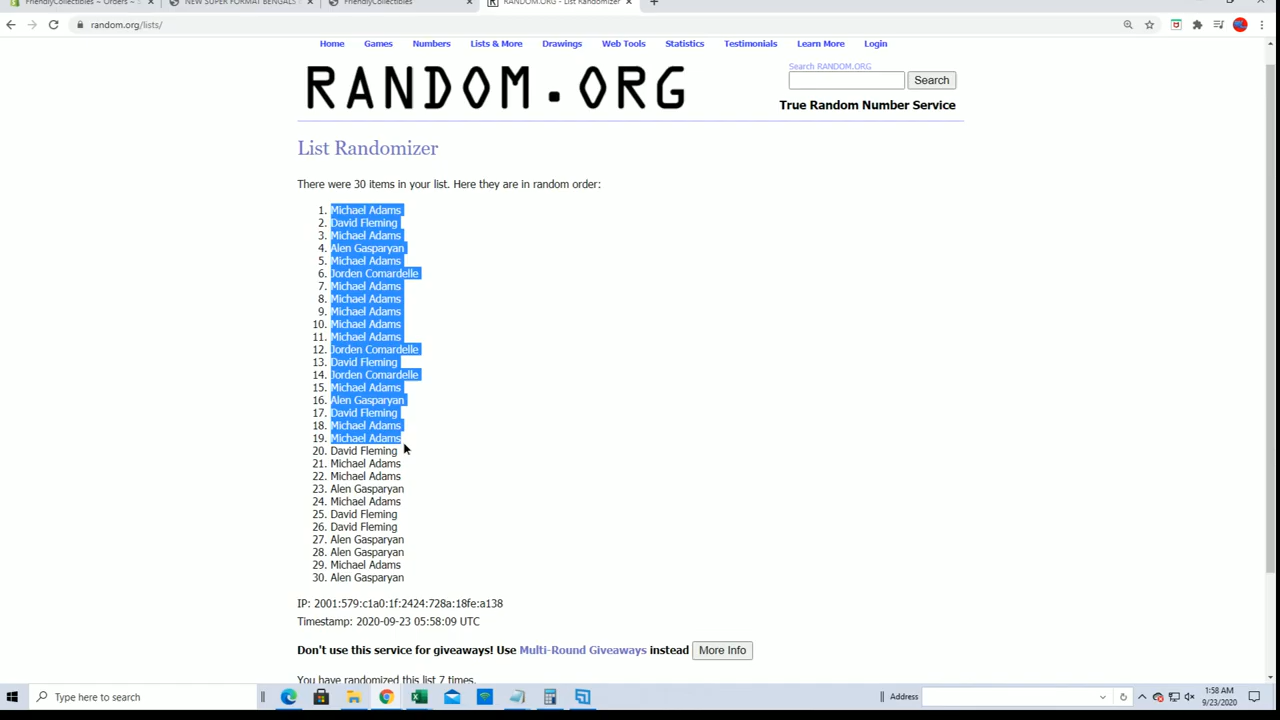 FriendlyCollectibles ~ Orders ~
NEW SUPER FORMAT BENGALS
FriendlyCollectibles
RANDOM.ORG - List Randomizer
random.org/lists/
Home Games Numbers Lists & More Drawings Web Tools Statistics Testimonials Learn More Login
RANDOM.ORG
Search RANDOM.ORG
Search
True Random Number Service
List Randomizer
There were 30 items in your list. Here they are in random order:
1. Michael Adams
2. David Fleming
3. Michael Adams
4. Alen Gasparyan
5. Michael Adams
6. Jorden Comardelle
7. Michael Adams
8. Michael Adams
9. Michael Adams
10. Michael Adams
11. Michael Adams
12. Jorden Comardelle
13. David Fleming
14. Jorden Comardelle
15. Michael Adams
16. Alen Gasparyan
17. David Fleming
18. Michael Adams
19. Michael Adams
20. David Fleming
21. Michael Adams
22. Michael Adams
23. Alen Gasparyan
24. Michael Adams
25. David Fleming
26. David Fleming
27. Alen Gasparyan
28. Alen Gasparyan
29. Michael Adams
30. Alen Gasparyan
IP: 2001:579:c1a0:1f:2424:728a:18fe:a138
Timestamp: 2020-09-23 05:58:09 UTC
Don't use this service for giveaways! Use Multi-Round Giveaways instead More Info
You have randomized this list 7 times.
Type here to search
Address
1:58 AM
9/23/2020